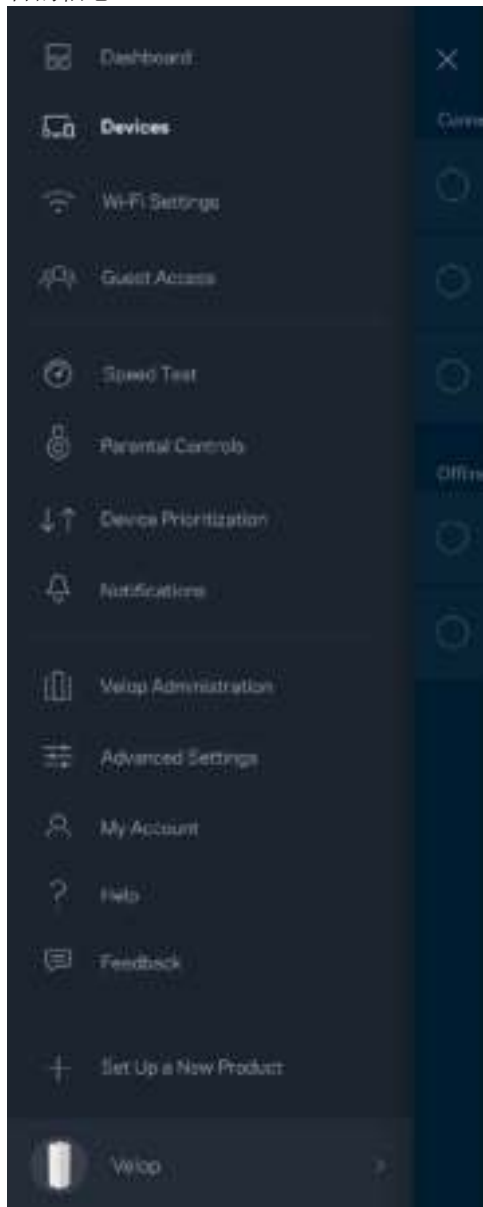 Dashboard
Devices
Wi-Fi Settings
Guest Access
Speed Test
Parental Controls
Device Prioritization
Notifications
Velop Administration
Advanced Settings
My Account
Help
Feedback
Set Up a New Product
Velop